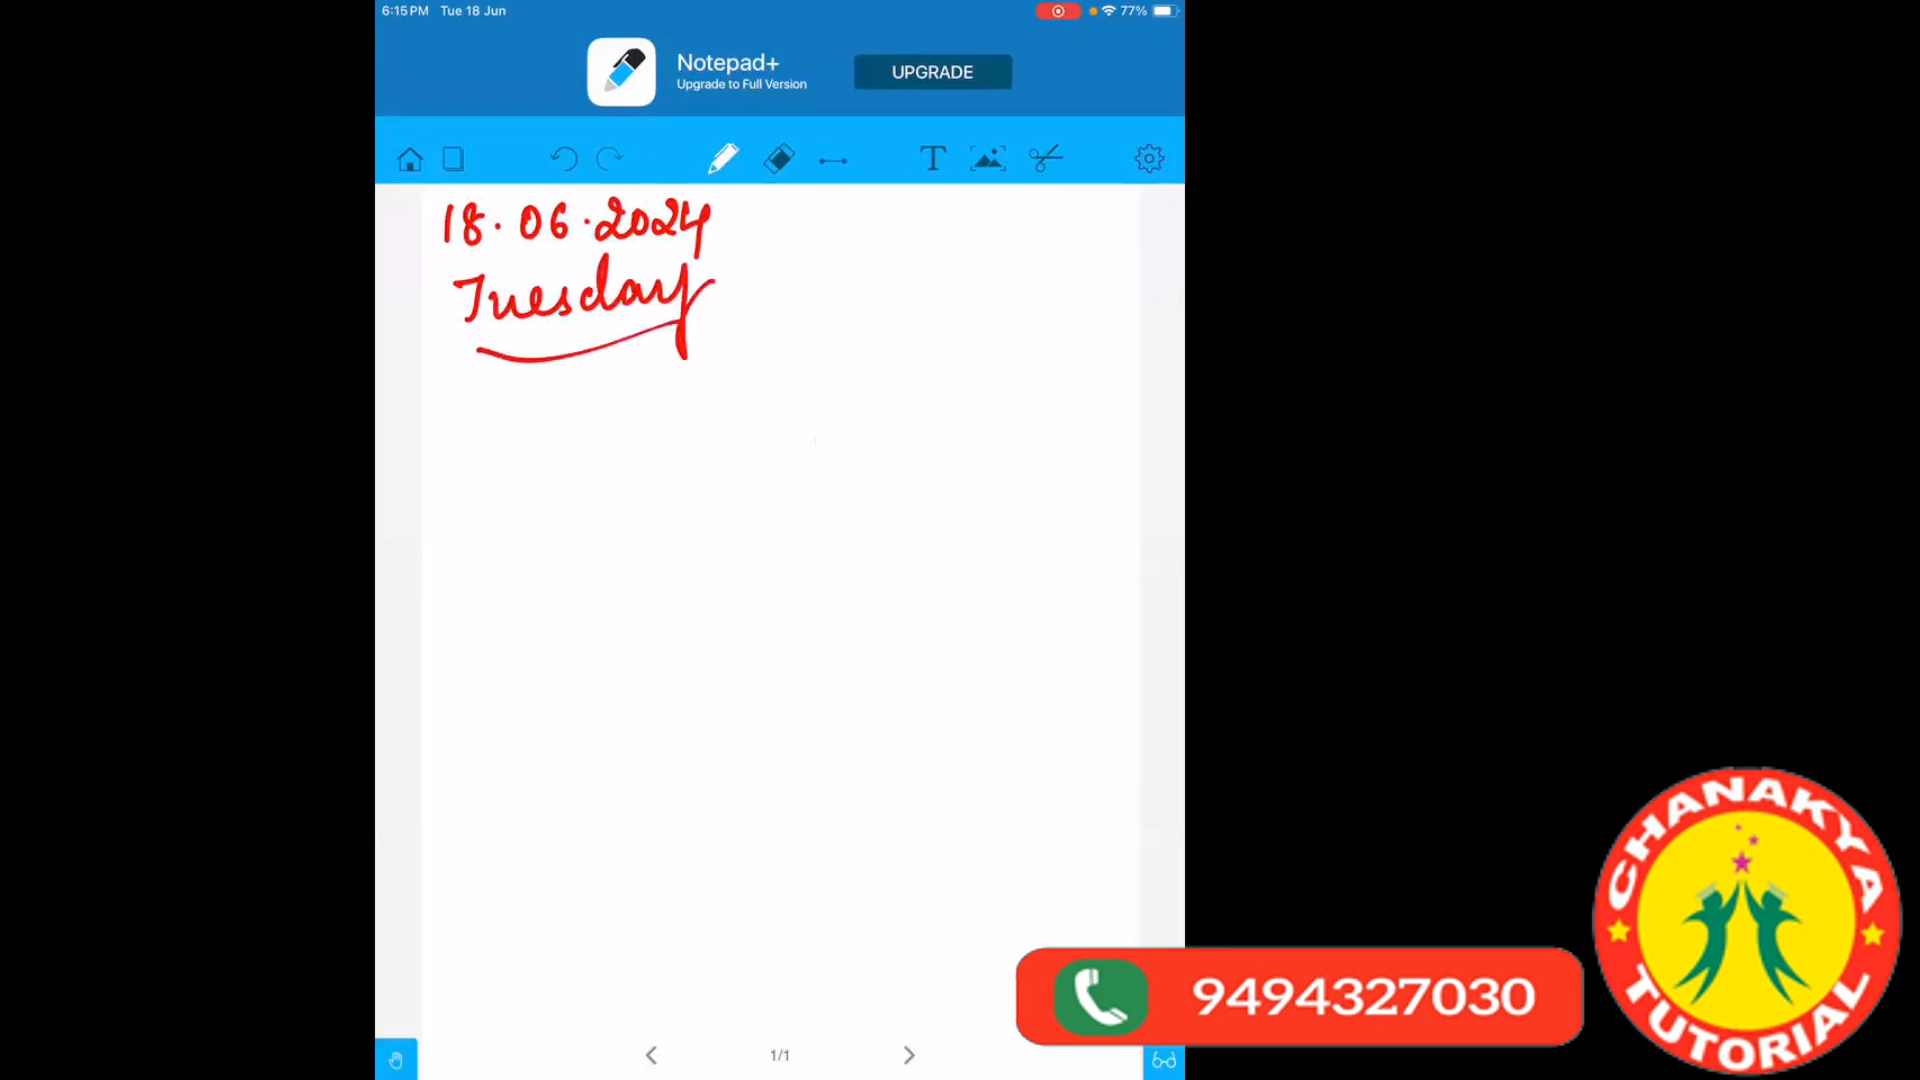 6:15 PM Tue 18 Jun
77%
Notepad+
Upgrade to Full Version
UPGRADE
T
18.06.2024
Tuesday
1/1
9494327030
CHANAKYA
TUTORIAL